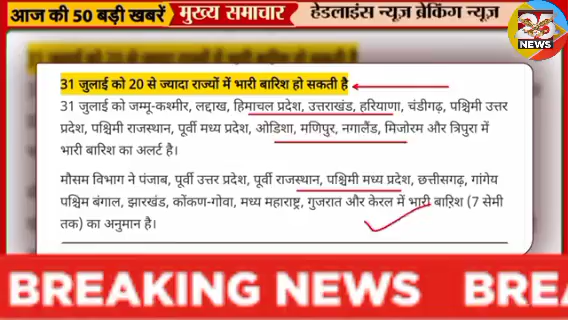 आज की 50 बड़ी खबरें मुख्य समाचार हेडलाइंस न्यूज़ ब्रेकिंग न्यूज़
25 NEWS
31 जुलाई को 20 से ज्यादा राज्यों में भारी बारिश हो सकती है
31 जुलाई को जम्मू-कश्मीर, लद्दाख, हिमाचल प्रदेश, उत्तराखंड, हरियाणा, चंडीगढ़, पश्चिमी उत्तर
प्रदेश, पश्चिमी राजस्थान, पूर्वी मध्य प्रदेश, ओडिशा, मणिपुर, नगालैंड, मिजोरम और त्रिपुरा में
भारी बारिश का अलर्ट है।
मौसम विभाग ने पंजाब, पूर्वी उत्तर प्रदेश, पूर्वी राजस्थान, पश्चिमी मध्य प्रदेश, छत्तीसगढ़, गांगेय
पश्चिम बंगाल, झारखंड, कोंकण-गोवा, मध्य महाराष्ट्र, गुजरात और केरल में भारी बारिश (7 सेमी
तक) का अनुमान है।
BREAKING NEWS BREA